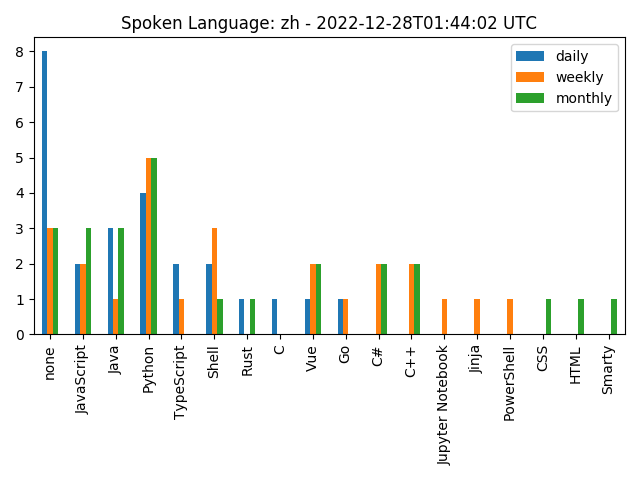 Spoken Language: zh - 2022-12-28T01:44:02 UTC
daily
weekly
monthly
8
7
6
5
4
3
2
1
0
none
JavaScript
Java
Python
TypeScript
Shell
Rust
C
Vue
Go
C#
C++
Jupyter Notebook
Jinja
PowerShell
CSS
HTML
Smarty